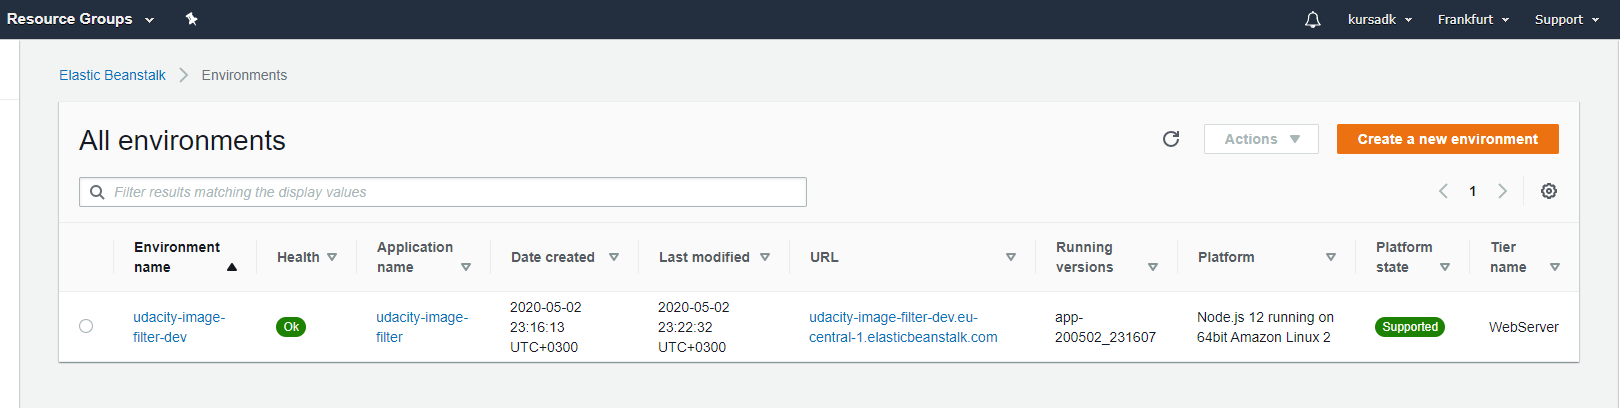 Resource Groups
kursadk
Frankfurt
Support
Elastic Beanstalk
Environments
All environments
Actions
Create a new environment
Filter results matching the display values
1
Environment
name
Health
Application
name
Date created
Last modified
URL
Running
versions
Platform
Platform
state
Tier
name
udacity-image-
filter-dev
Ok
udacity-image-
filter
2020-05-02
23:16:13
UTC+0300
2020-05-02
23:22:32
UTC+0300
udacity-image-filter-dev.eu-
central-1.elasticbeanstalk.com
app-
200502_231607
Node.js 12 running on
64bit Amazon Linux 2
Supported
WebServer